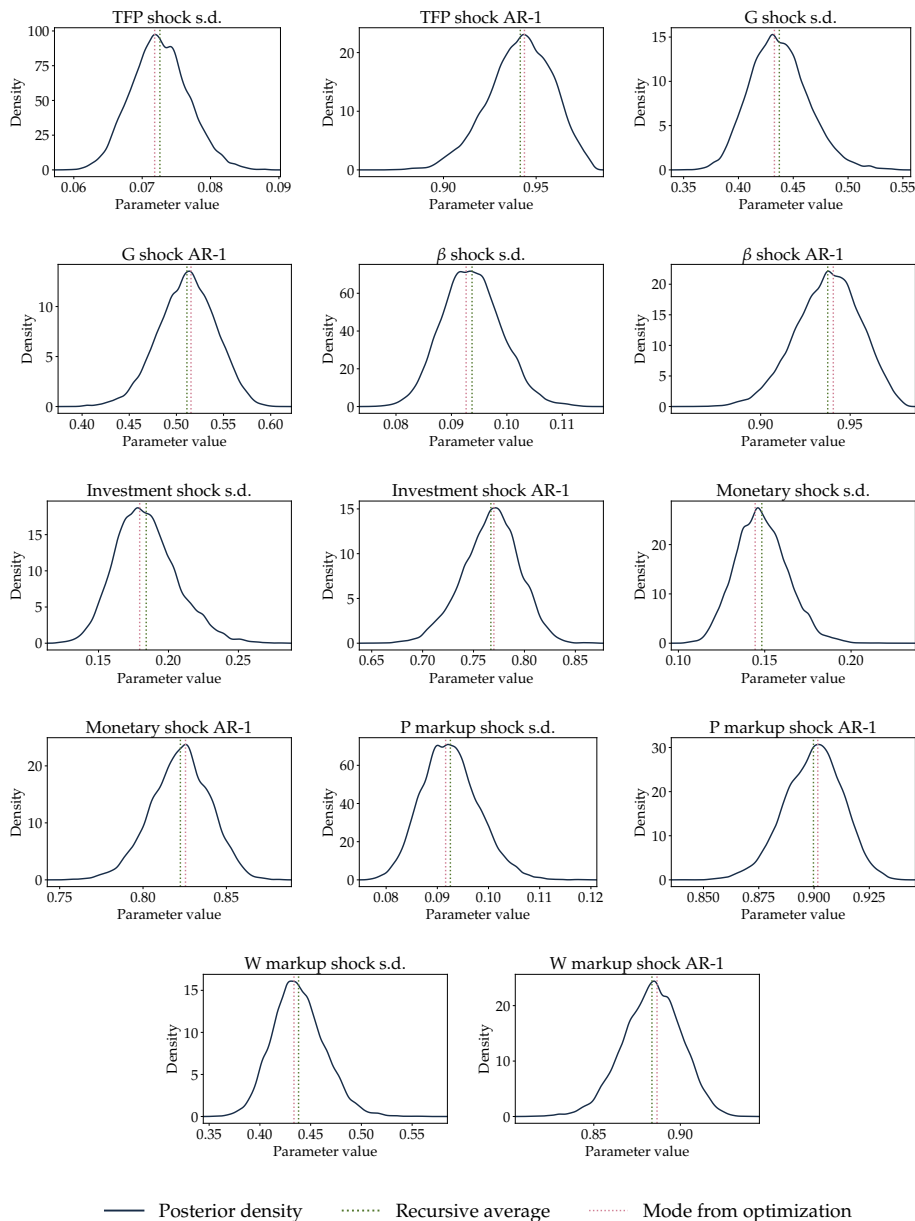 TFP shock s.d.
TFP shock AR-1
G shock s.d.
Density
100
75
50
25
0
0.06 0.07 0.08 0.09
Parameter value
Density
20
10
0
0.90 0.95
Parameter value
Density
15
10
5
0
0.35 0.40 0.45 0.50 0.55
Parameter value
G shock AR-1
β shock s.d.
β shock AR-1
Density
10
5
0
0.40 0.45 0.50 0.55 0.60
Parameter value
Density
60
40
20
0
0.08 0.09 0.10 0.11
Parameter value
Density
20
15
10
5
0
0.90 0.95
Parameter value
Investment shock s.d.
Investment shock AR-1
Monetary shock s.d.
Density
15
10
5
0
0.15 0.20 0.25
Parameter value
Density
15
10
5
0
0.65 0.70 0.75 0.80 0.85
Parameter value
Density
20
10
0
0.10 0.15 0.20
Parameter value
Monetary shock AR-1
P markup shock s.d.
P markup shock AR-1
Density
20
10
0
0.75 0.80 0.85
Parameter value
Density
60
40
20
0
0.08 0.09 0.10 0.11 0.12
Parameter value
Density
30
20
10
0
0.850 0.875 0.900 0.925
Parameter value
W markup shock s.d.
W markup shock AR-1
Density
15
10
5
0
0.35 0.40 0.45 0.50 0.55
Parameter value
Density
20
10
0
0.85 0.90
Parameter value
Posterior density Recursive average Mode from optimization